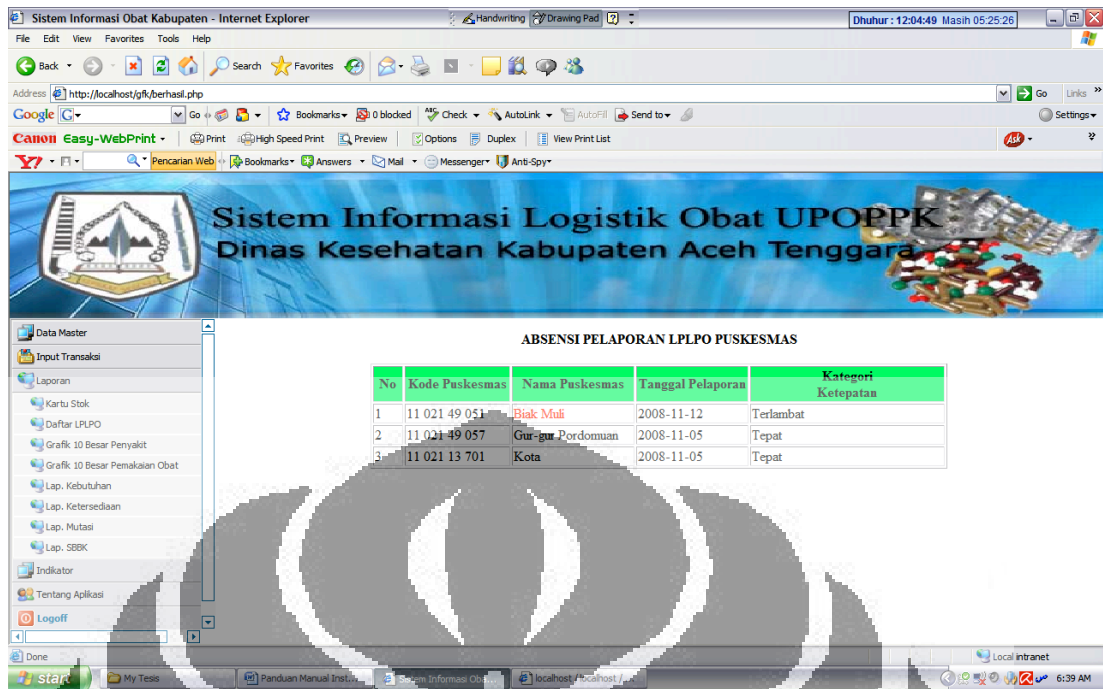 Sistem Informasi Obat Kabupaten - Internet Explorer
Handwriting Drawing Pad
Dhuhur : 12:04:49 Masih 05:25:26
File Edit View Favorites Tools Help
Back Search Favorites
Address http://localhost/gfk/berhasil.php Go Links »
Google G Go Bookmarks 0 blocked Check AutoLink AutoFill Send to Settings
Canon Easy-WebPrint Print High Speed Print Preview Options Duplex View Print List Ask »
Y7 Pencarian Web Bookmarks Answers Mail Messenger Anti-Spy
Sistem Informasi Logistik Obat UPOPPK
Dinas Kesehatan Kabupaten Aceh Tenggara
Data Master
Input Transaksi
Laporan
Kartu Stok
Daftar LPLPO
Grafik 10 Besar Penyakit
Grafik 10 Besar Pemakaian Obat
Lap. Kebutuhan
Lap. Ketersediaan
Lap. Mutasi
Lap. SBBK
Indikator
Tentang Aplikasi
Logoff
ABSENSI PELAPORAN LPLPO PUSKESMAS
No Kode Puskesmas Nama Puskesmas Tanggal Pelaporan Kategori Ketepatan
1 11 021 49 051 Biak Muli 2008-11-12 Terlambat
2 11 021 49 057 Gur-gur Pordomuan 2008-11-05 Tepat
3 11 021 13 701 Kota 2008-11-05 Tepat
Done Local intranet
start My Tesis Panduan Manual Inst... Sistem Informasi Oba... localhost / localhost / 6:39 AM